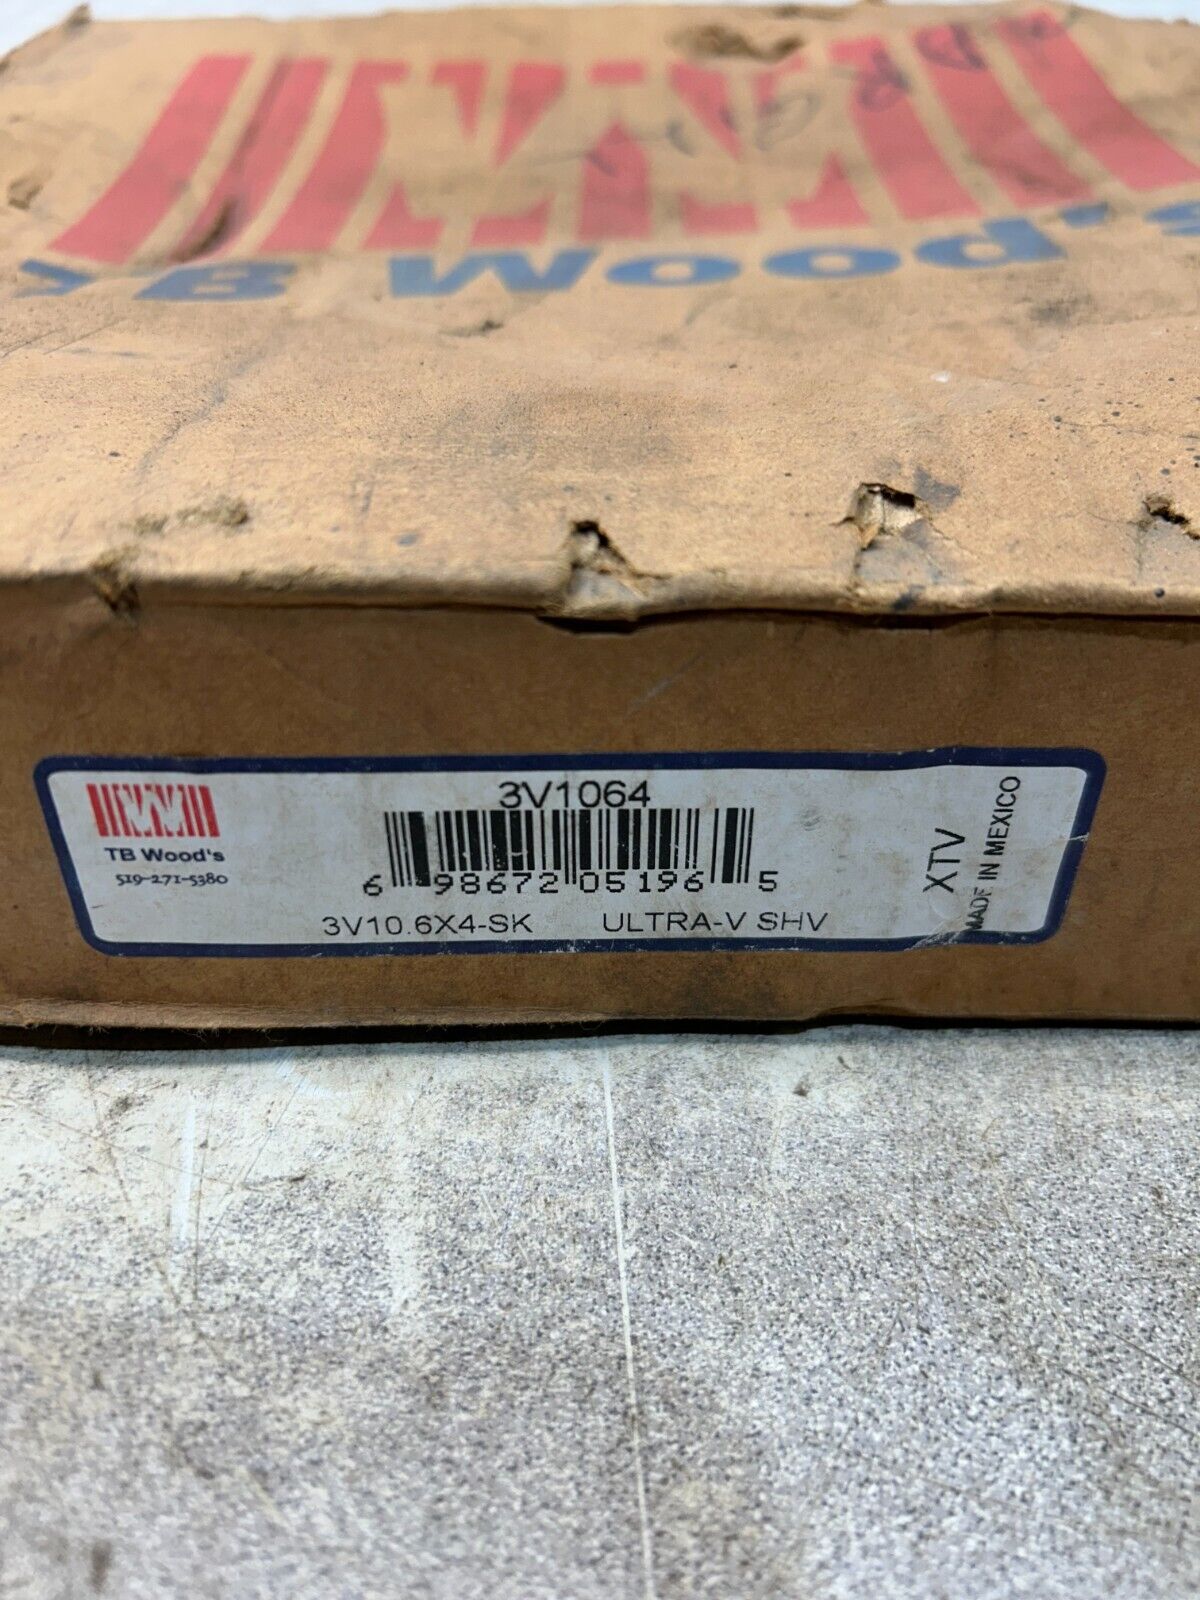 TB Wood's
TB Wood's
519-271-5380
3V1064
6 98672 05196 5
3V10.6X4-SK ULTRA-V SHV
XTV
MADE IN MEXICO